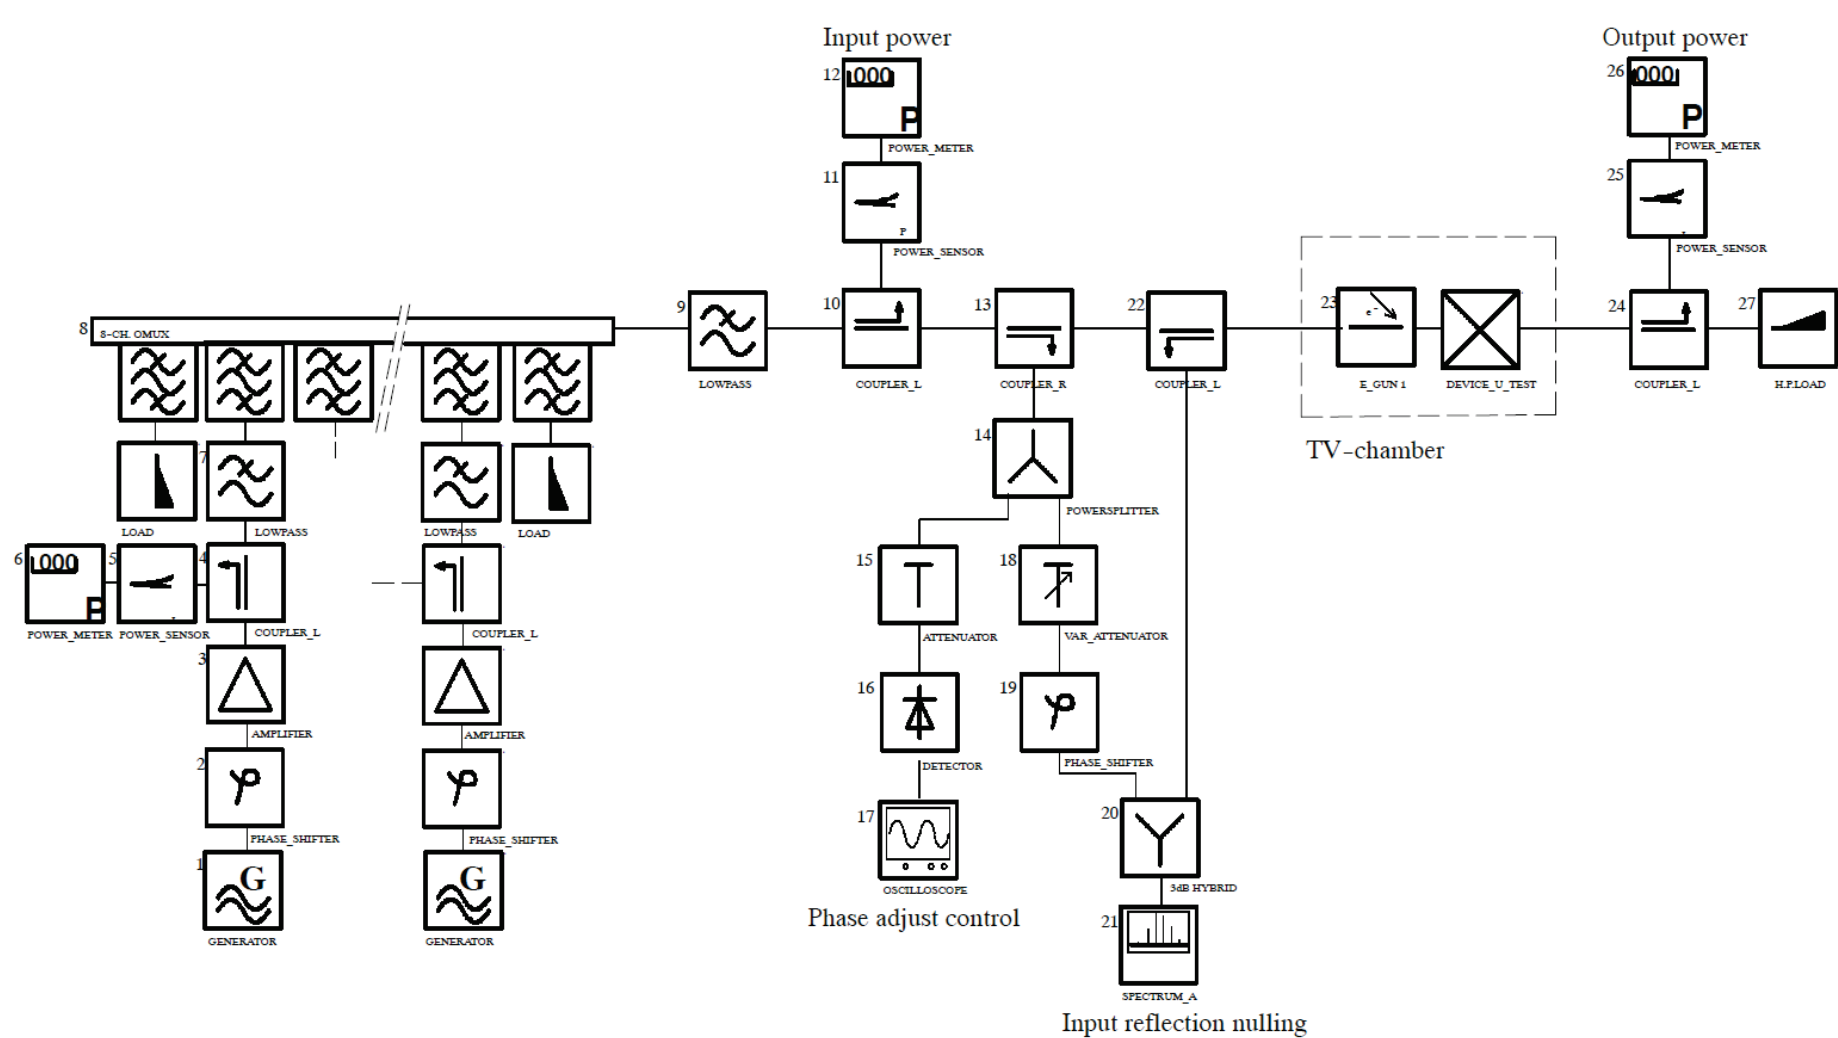 Input power
Output power
12
000
P
POWER_METER
26
000
P
POWER_METER
11
P
POWER_SENSOR
25
POWER_SENSOR
8
8-CH. OMUX
9
LOWPASS
10
COUPLER_L
13
COUPLER_R
22
COUPLER_L
23
e-
E_GUN 1
DEVICE_U_TEST
24
COUPLER_L
27
H.P.LOAD
TV-chamber
14
POWERSPLITTER
LOAD
7
LOWPASS
LOWPASS
LOAD
6
000
P
POWER_METER
5
POWER_SENSOR
4
COUPLER_L
COUPLER_L
15
ATTENUATOR
18
VAR_ATTENUATOR
3
AMPLIFIER
AMPLIFIER
16
DETECTOR
19
PHASE_SHIFTER
2
φ
PHASE_SHIFTER
φ
PHASE_SHIFTER
17
OSCILLOSCOPE
20
3dB HYBRID
1
G
GENERATOR
G
GENERATOR
Phase adjust control
21
SPECTRUM_A
Input reflection nulling